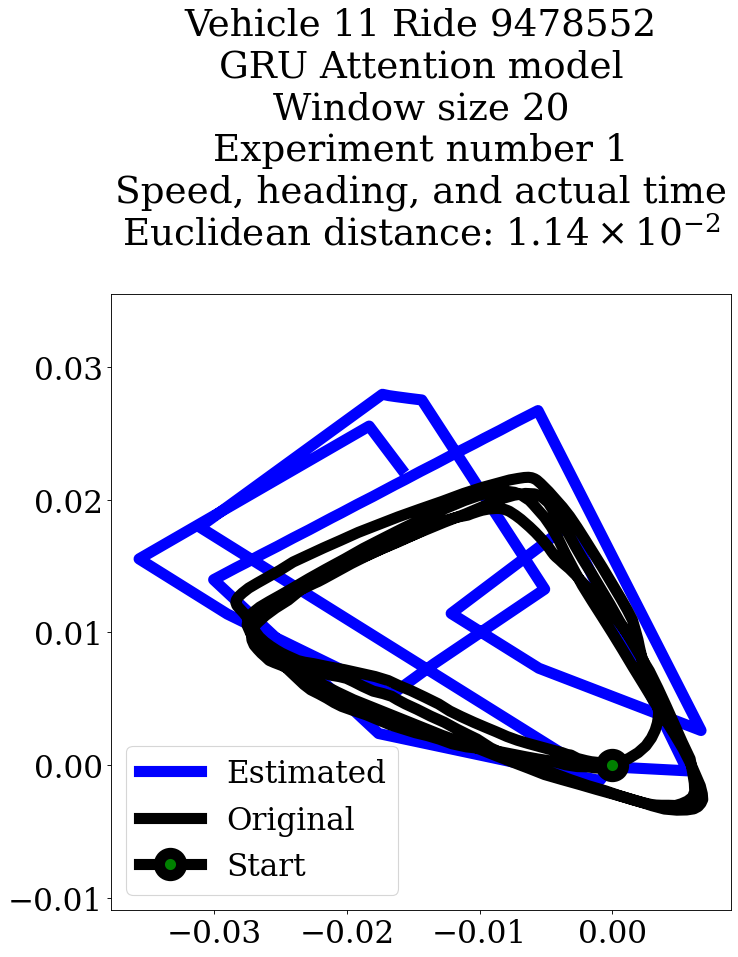 Vehicle 11 Ride 9478552
GRU Attention model
Window size 20
Experiment number 1
Speed, heading, and actual time
Euclidean distance: 1.14 × 10⁻²
0.03
0.02
0.01
0.00
−0.01
Estimated
Original
Start
−0.03 −0.02 −0.01 0.00